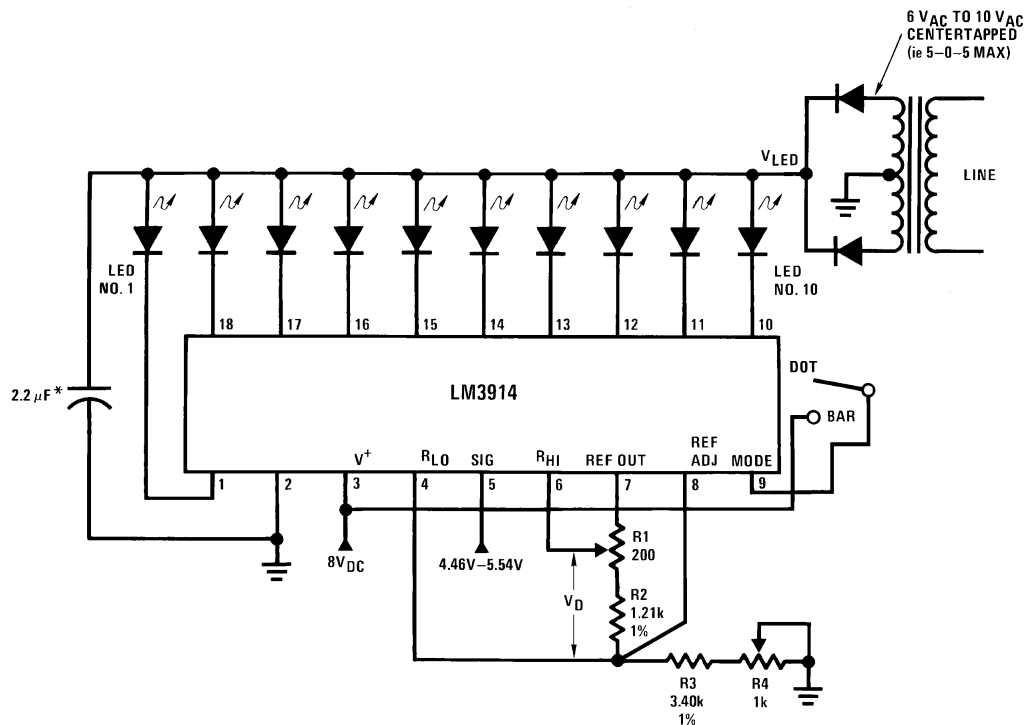 6 VAC TO 10 VAC
CENTERTAPPED
(ie 5–0–5 MAX)
VLED
LINE
LED
NO. 1
LED
NO. 10
18 17 16 15 14 13 12 11 10
DOT
2.2 µF*
LM3914
BAR
V+ RLO SIG RHI REF OUT REF ADJ MODE
1 2 3 4 5 6 7 8 9
8VDC
4.46V–5.54V
R1
200
VD
R2
1.21k
1%
R3
3.40k
1%
R4
1k